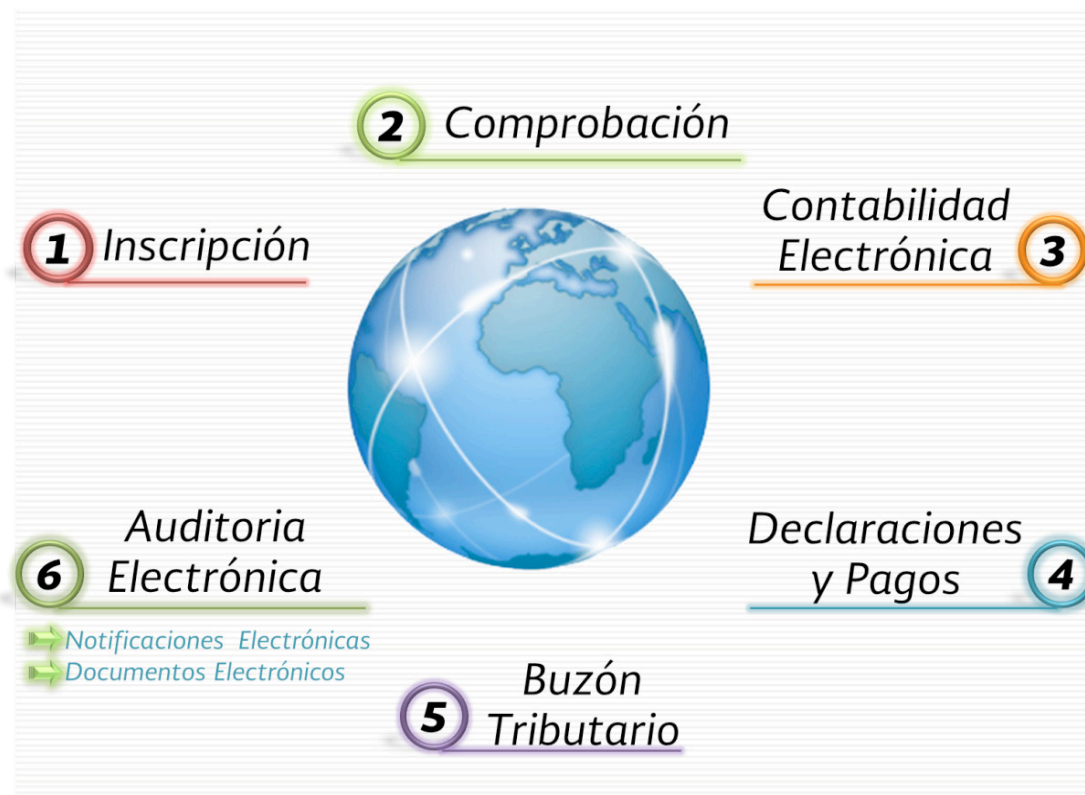 1 Inscripción
2 Comprobación
Contabilidad
Electrónica 3
Declaraciones
y Pagos 4
Buzón
5 Tributario
Auditoria
6 Electrónica
Notificaciones Electrónicas
Documentos Electrónicos